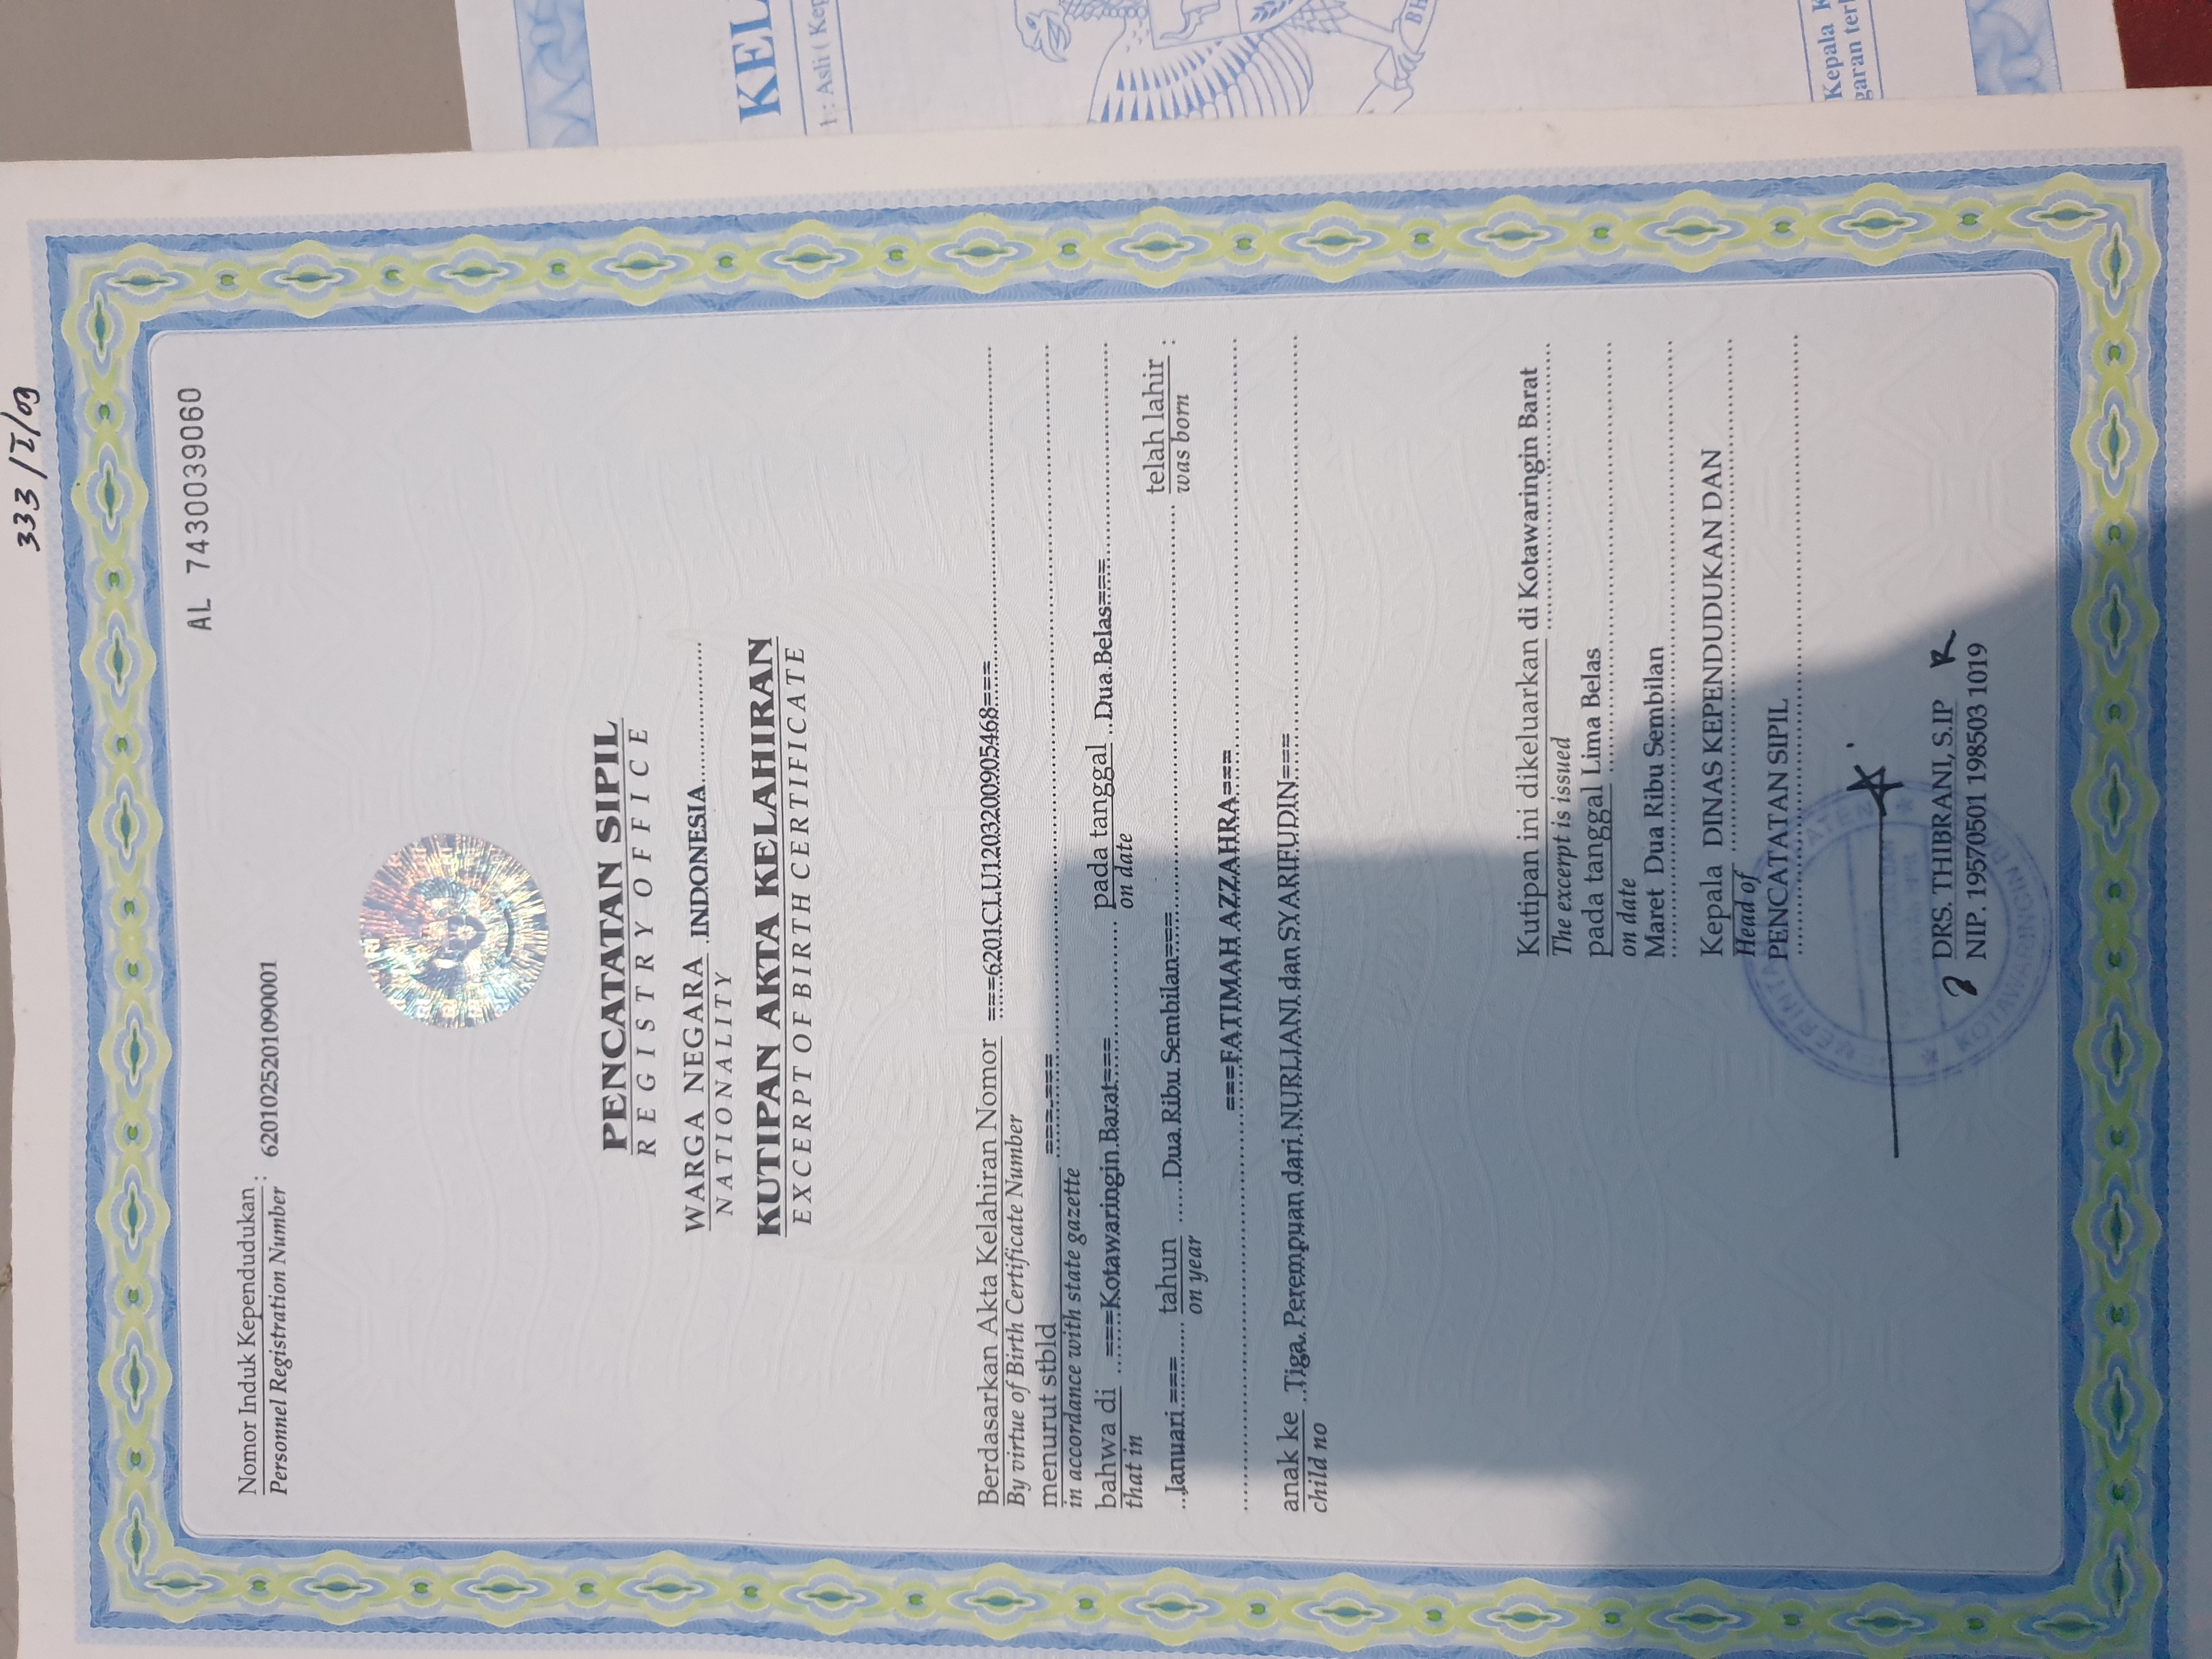 333 / I / 09
AL 7430039060
Nomor Induk Kependudukan :
Personnel Registration Number
6201025201090001
PENCATATAN SIPIL
REGISTRY OFFICE
WARGA NEGARA INDONESIA
NATIONALITY
KUTIPAN AKTA KELAHIRAN
EXCERPT OF BIRTH CERTIFICATE
Berdasarkan Akta Kelahiran Nomor ===6201CLU1203200905468===
By virtue of Birth Certificate Number
menurut stbld ===-===
in accordance with state gazette
bahwa di ===Kotawaringin Barat=== pada tanggal Dua Belas===
that in on date
Januari === tahun Dua Ribu Sembilan=== telah lahir :
on year was born
===FATIMAH AZZAHRA===
anak ke Tiga, Perempuan dari NURLIANI dan SYARIFUDIN===
child no
Kutipan ini dikeluarkan di Kotawaringin Barat
The excerpt is issued
pada tanggal Lima Belas
on date
Maret Dua Ribu Sembilan
Kepala DINAS KEPENDUDUKAN DAN
Head of
PENCATATAN SIPIL
DRS. THIBRANI, S.IP
NIP. 19570501 198503 1019
KOTAWARINGIN
KEL
: Asli ( Kep
BH
Kepala K
garan terl